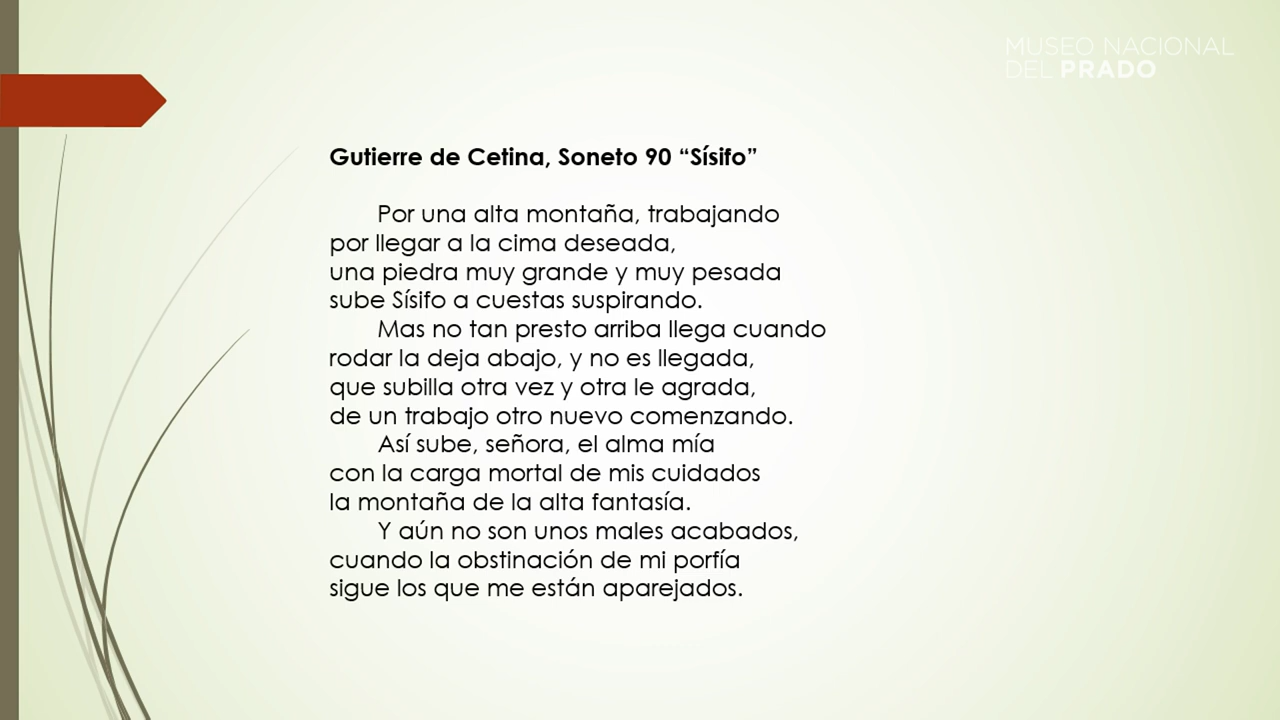 MUSEO NACIONAL
DEL PRADO
Gutierre de Cetina, Soneto 90 “Sísifo”
Por una alta montaña, trabajando
por llegar a la cima deseada,
una piedra muy grande y muy pesada
sube Sísifo a cuestas suspirando.
Mas no tan presto arriba llega cuando
rodar la deja abajo, y no es llegada,
que subilla otra vez y otra le agrada,
de un trabajo otro nuevo comenzando.
Así sube, señora, el alma mía
con la carga mortal de mis cuidados
la montaña de la alta fantasía.
Y aún no son unos males acabados,
cuando la obstinación de mi porfía
sigue los que me están aparejados.